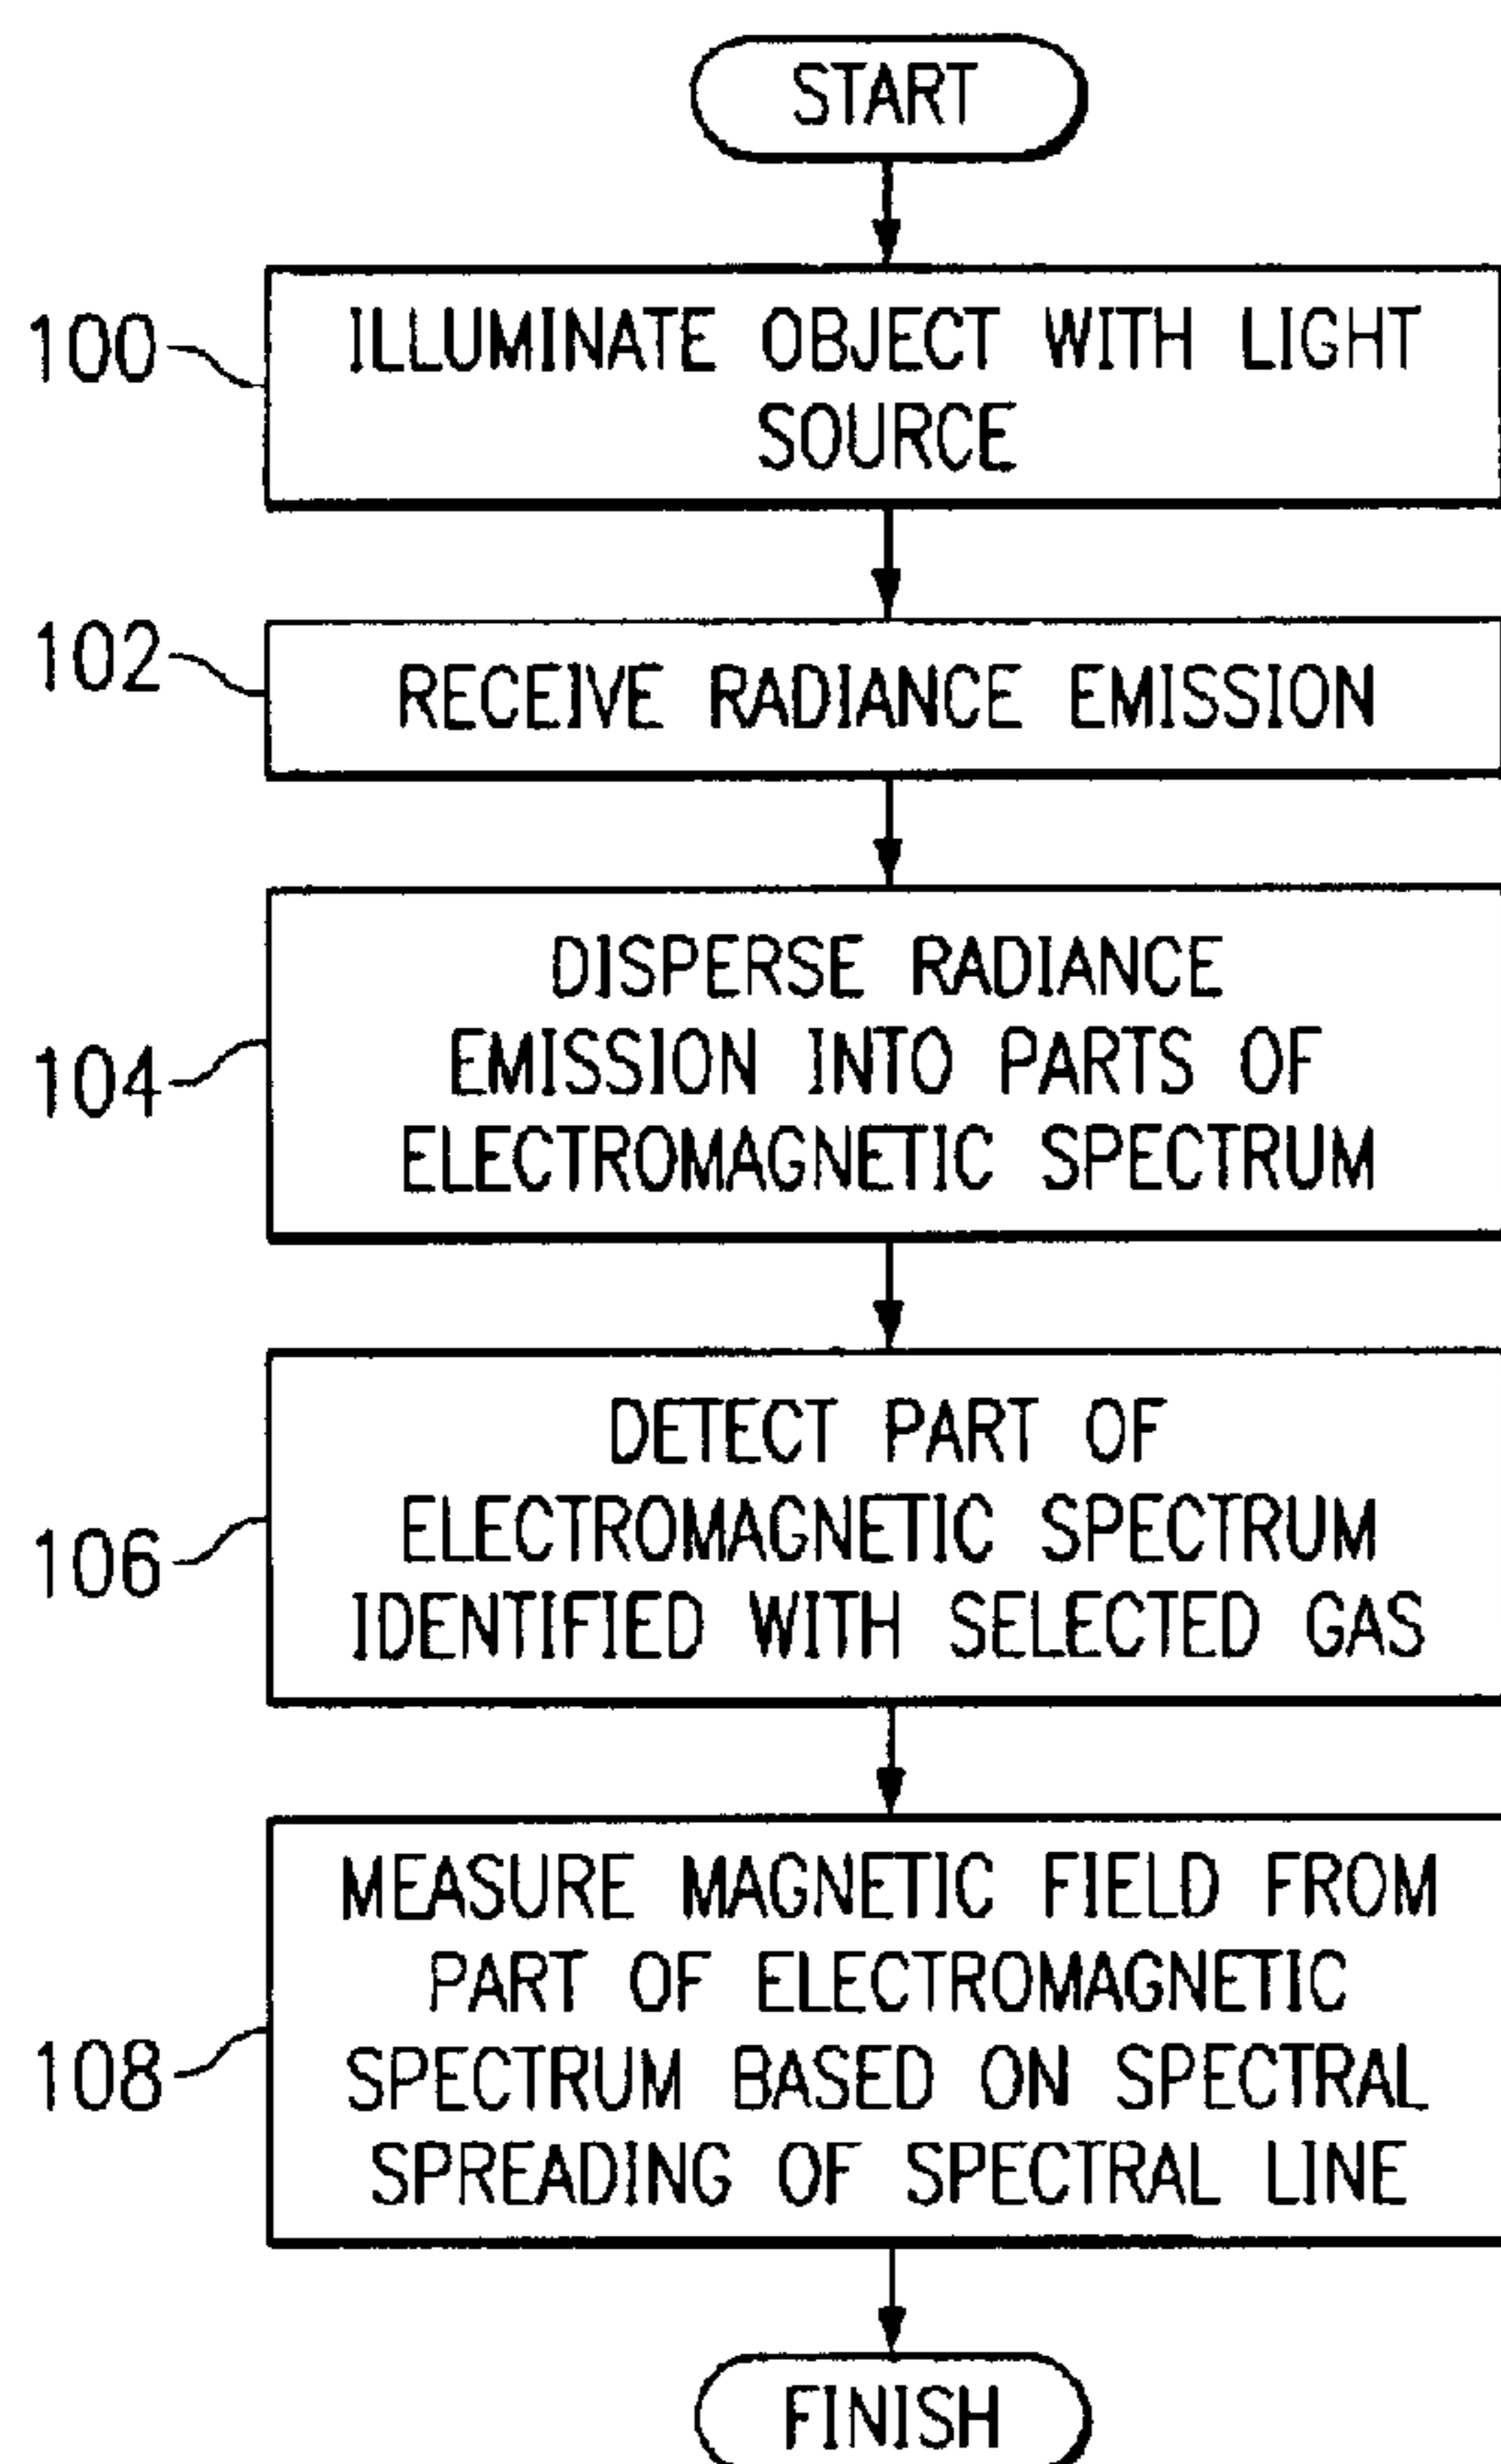 START
100
ILLUMINATE OBJECT WITH LIGHT
SOURCE
102
RECEIVE RADIANCE EMISSION
104
DISPERSE RADIANCE
EMISSION INTO PARTS OF
ELECTROMAGNETIC SPECTRUM
106
DETECT PART OF
ELECTROMAGNETIC SPECTRUM
IDENTIFIED WITH SELECTED GAS
108
MEASURE MAGNETIC FIELD FROM
PART OF ELECTROMAGNETIC
SPECTRUM BASED ON SPECTRAL
SPREADING OF SPECTRAL LINE
FINISH